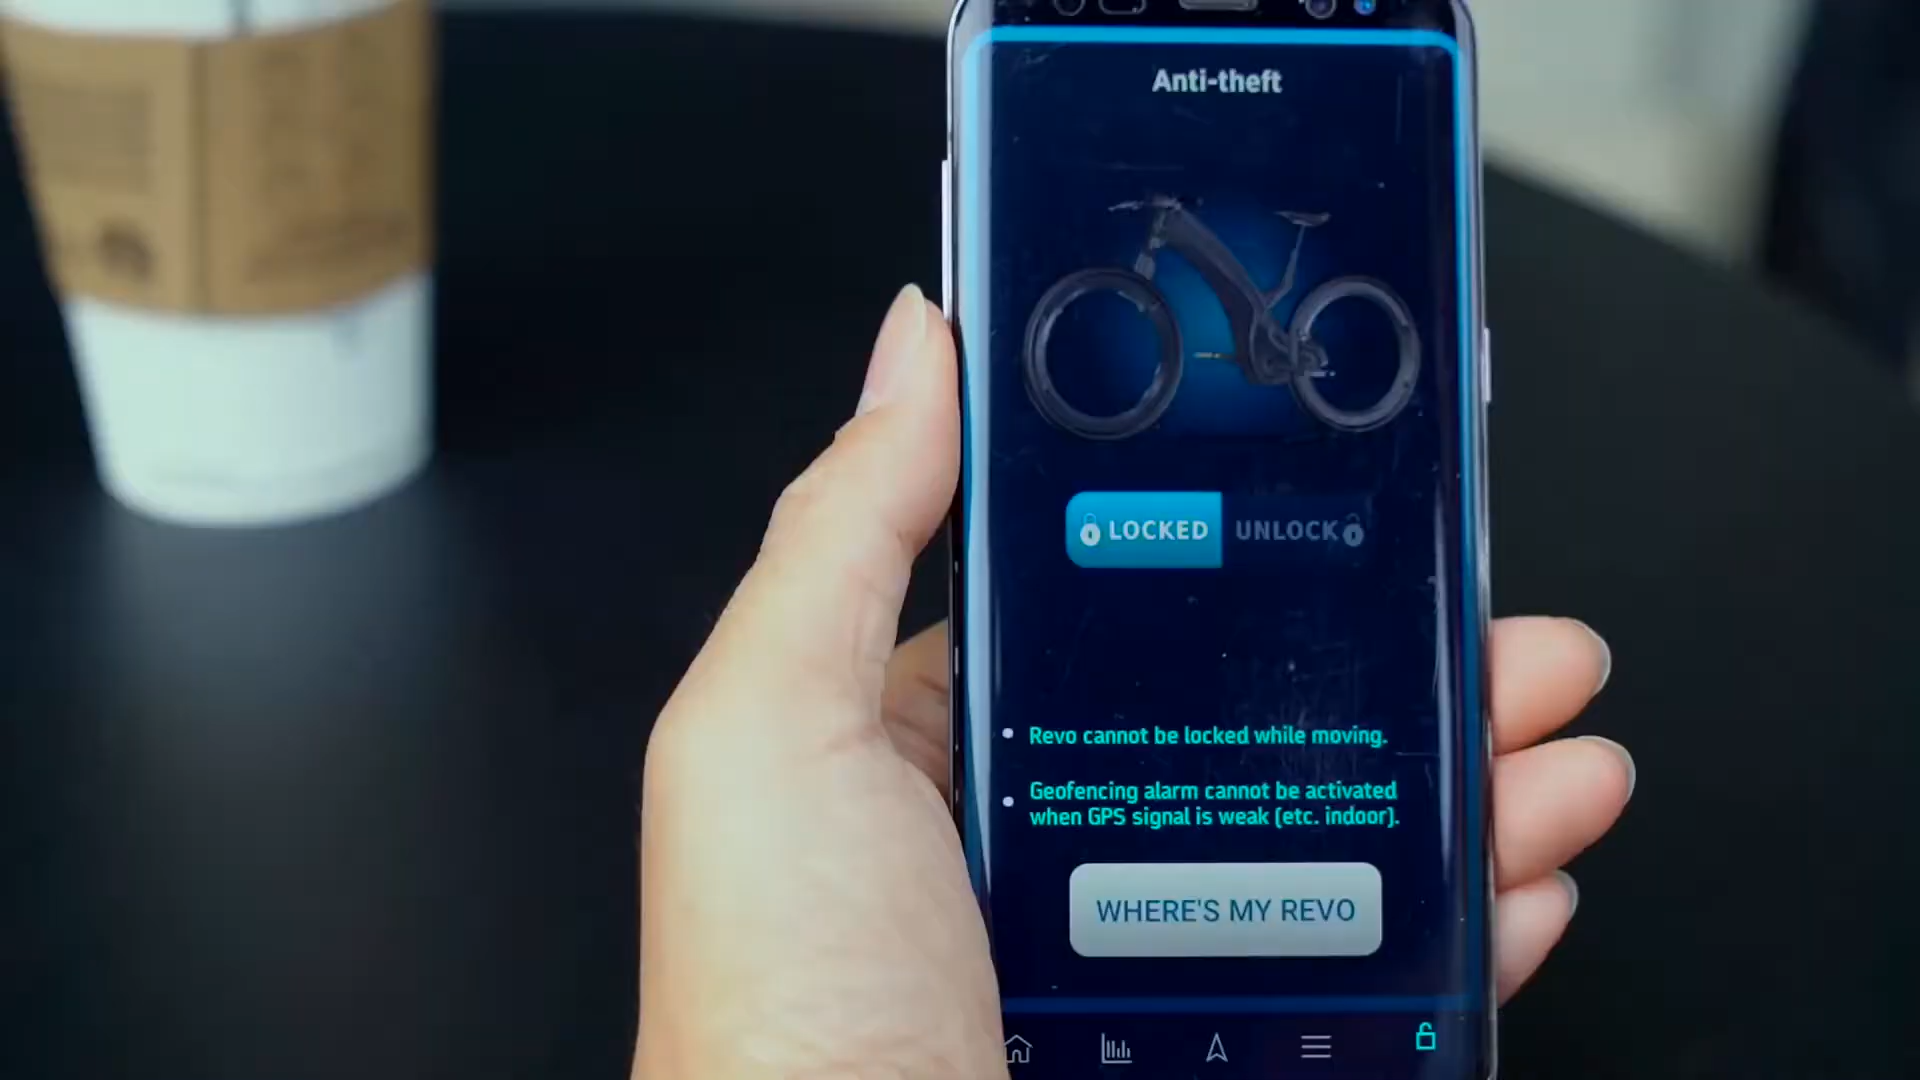 Anti-theft
LOCKED UNLOCK
Revo cannot be locked while moving.
Geofencing alarm cannot be activated
when GPS signal is weak (etc. indoor).
WHERE'S MY REVO